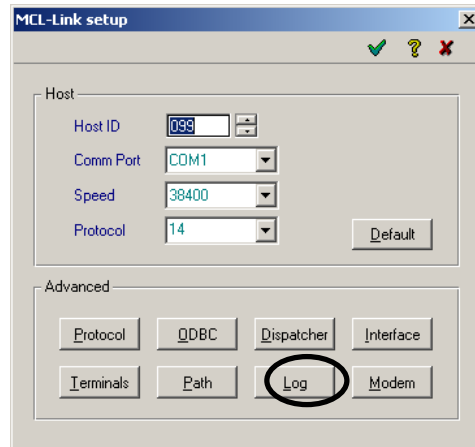 MCL-Link setup
Host
Host ID 099
Comm Port COM1
Speed 38400
Protocol 14
Default
Advanced
Protocol ODBC Dispatcher Interface
Terminals Path Log Modem